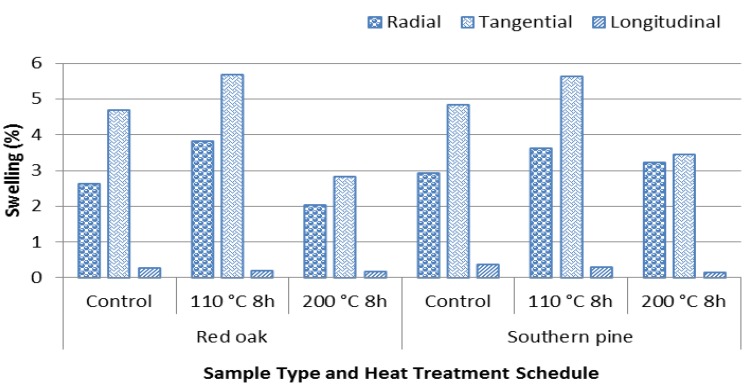 Radial Tangential Longitudinal
6
5
4
3
2
1
0
Swelling (%)
Control 110 °C 8h 200 °C 8h Control 110 °C 8h 200 °C 8h
Red oak Southern pine
Sample Type and Heat Treatment Schedule